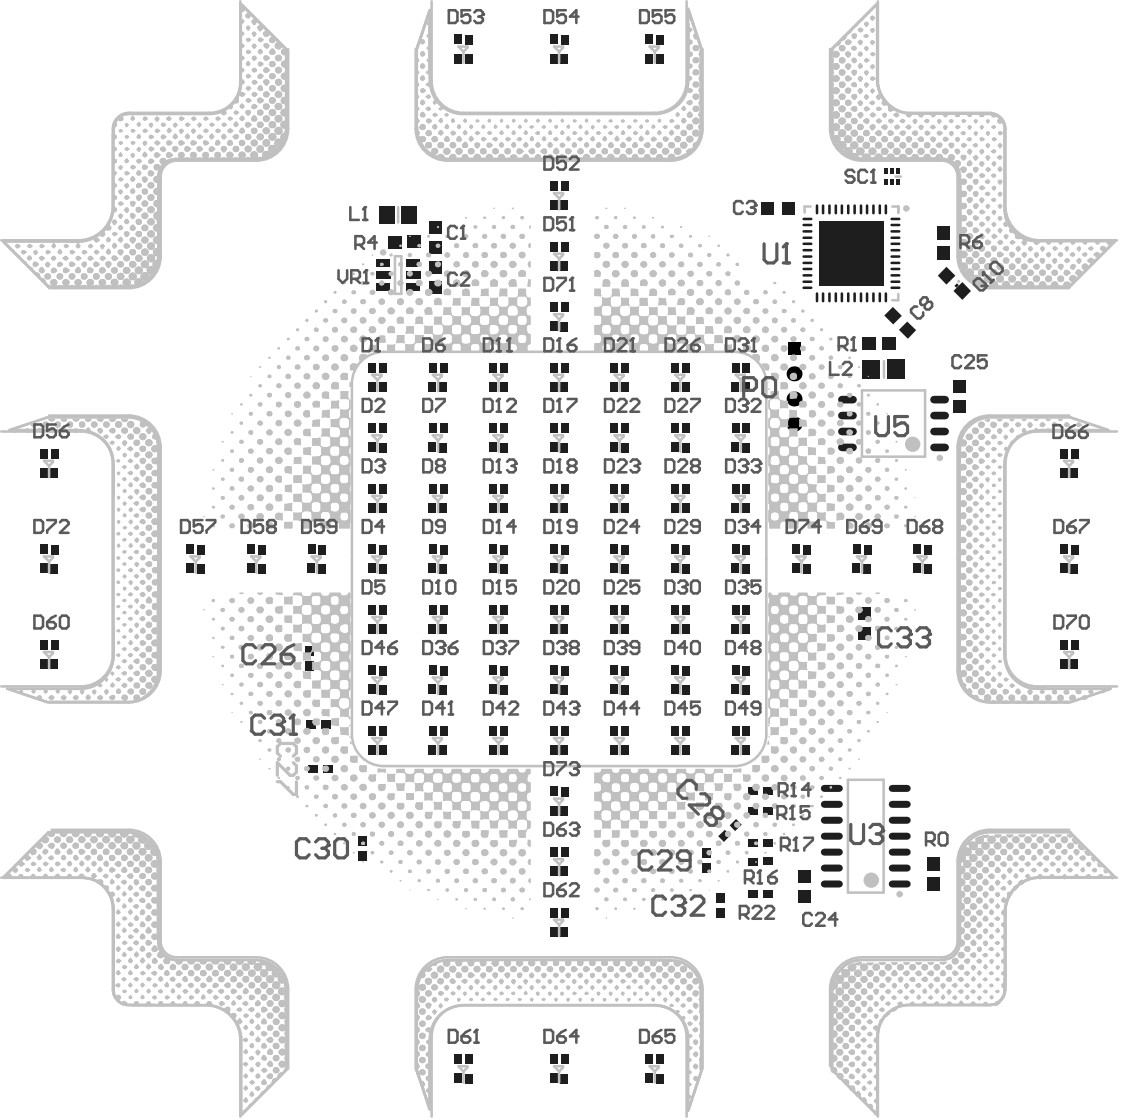 D53 D54 D55
D52
SC1
L1 D51 C3
C1
R4 U1 R6
VR1 C2 D71 Q10
C8
D1 D6 D11 D16 D21 D26 D31 R1
C25
L2
P0
D2 D7 D12 D17 D22 D27 D32
U5
D56 D66
D3 D8 D13 D18 D23 D28 D33
D72 D57 D58 D59 D4 D9 D14 D19 D24 D29 D34 D74 D69 D68 D67
D5 D10 D15 D20 D25 D30 D35
D60 D70
C33
C26 D46 D36 D37 D38 D39 D40 D48
D47 D41 D42 D43 D44 D45 D49
C31
C27
D73
C28 R14
R15
D63 U3
C30 R17 R0
C29
R16
D62
C32 R22
C24
D61 D64 D65